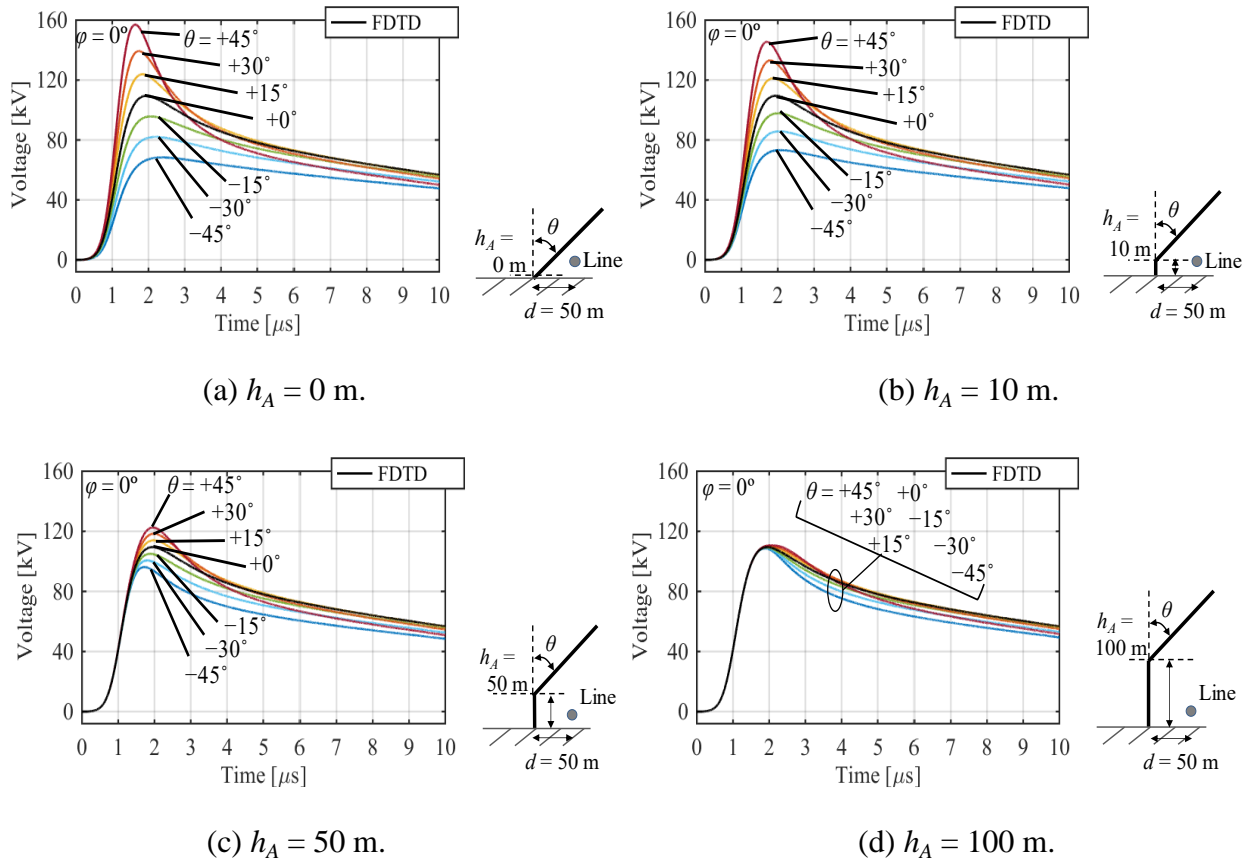 160
120
80
40
0
Voltage [kV]
φ = 0°
θ = +45°
+30°
+15°
+0°
−15°
−30°
−45°
FDTD
0 1 2 3 4 5 6 7 8 9 10
Time [μs]
h_A =
0 m
θ
Line
d = 50 m
(a) h_A = 0 m.
160
120
80
40
0
Voltage [kV]
φ = 0°
θ = +45°
+30°
+15°
+0°
−15°
−30°
−45°
FDTD
0 1 2 3 4 5 6 7 8 9 10
Time [μs]
h_A =
10 m
θ
Line
d = 50 m
(b) h_A = 10 m.
160
120
80
40
0
Voltage [kV]
φ = 0°
θ = +45°
+30°
+15°
+0°
−15°
−30°
−45°
FDTD
0 1 2 3 4 5 6 7 8 9 10
Time [μs]
h_A =
50 m
θ
Line
d = 50 m
(c) h_A = 50 m.
160
120
80
40
0
Voltage [kV]
φ = 0°
θ = +45° +0°
+30° −15°
+15° −30°
−45°
FDTD
0 1 2 3 4 5 6 7 8 9 10
Time [μs]
h_A =
100 m
θ
Line
d = 50 m
(d) h_A = 100 m.